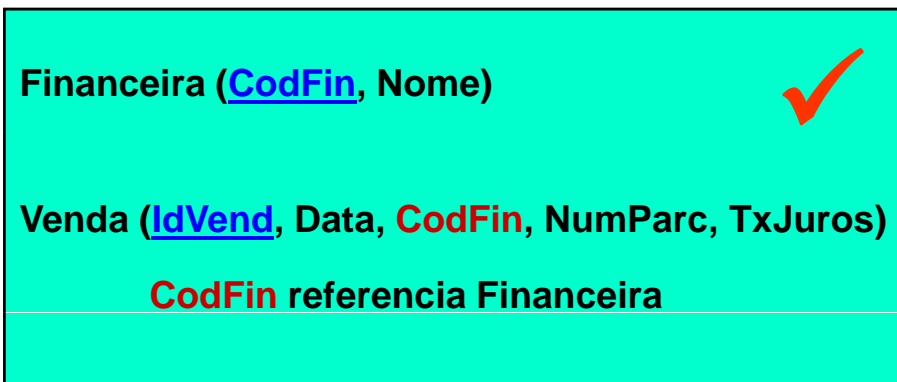 Financeira (CodFin, Nome)
Venda (IdVend, Data, CodFin, NumParc, TxJuros)
CodFin referencia Financeira